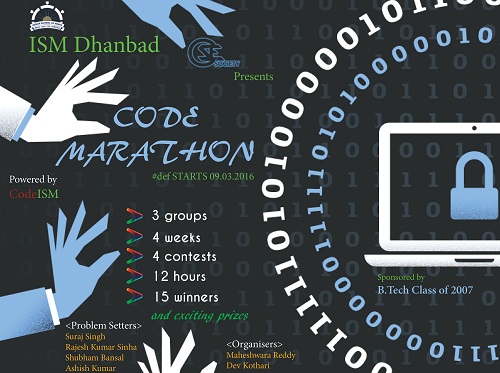 ISM Dhanbad
CSE
SOCIETY
Presents
CODE
MARATHON
#def STARTS 09.03.2016
Powered by
CodeISM
3 groups
4 weeks
4 contests
12 hours
15 winners
and exciting prizes
Sponsored by
B.Tech Class of 2007
<Problem Setters>
Suraj Singh
Rajesh Kumar Sinha
Shubham Bansal
Ashish Kumar
<Organisers>
Maheshwara Reddy
Dev Kothari